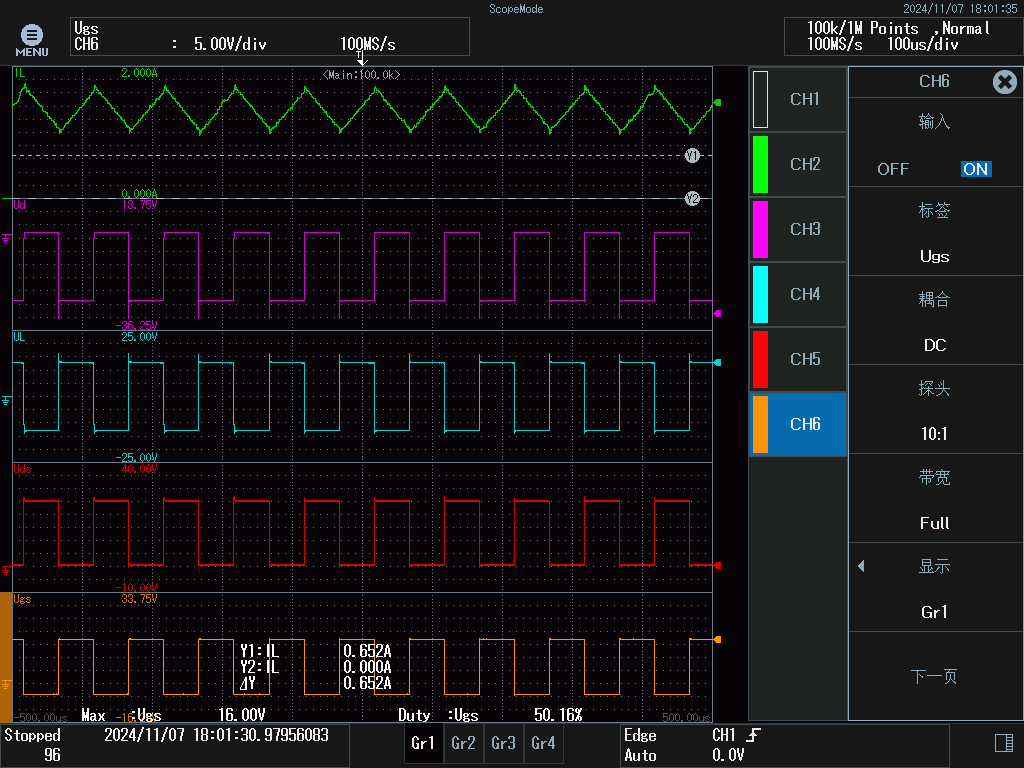 ScopeMode
2024/11/07 18:01:35
MENU
Ugs
CH6 : 5.00V/div 100MS/s
100k/1M Points ,Normal
100MS/s 100us/div
<Main:100.0k>
IL 2.000A
Y1
0.000A
Y2
Ud 13.75V
-36.25V
UL 25.00V
-25.00V
Uds 40.00V
-10.00V
Ugs 33.75V
Y1:IL 0.652A
Y2:IL 0.000A
⊿Y 0.652A
-500.00us
500.00us
Max :Ugs 16.00V Duty :Ugs 50.16%
CH1
CH2
CH3
CH4
CH5
CH6
CH6
输入
OFF ON
标签
Ugs
耦合
DC
探头
10:1
带宽
Full
显示
Gr1
下一页
Stopped 2024/11/07 18:01:30.97956083
96
Gr1 Gr2 Gr3 Gr4
Edge CH1
Auto 0.0V